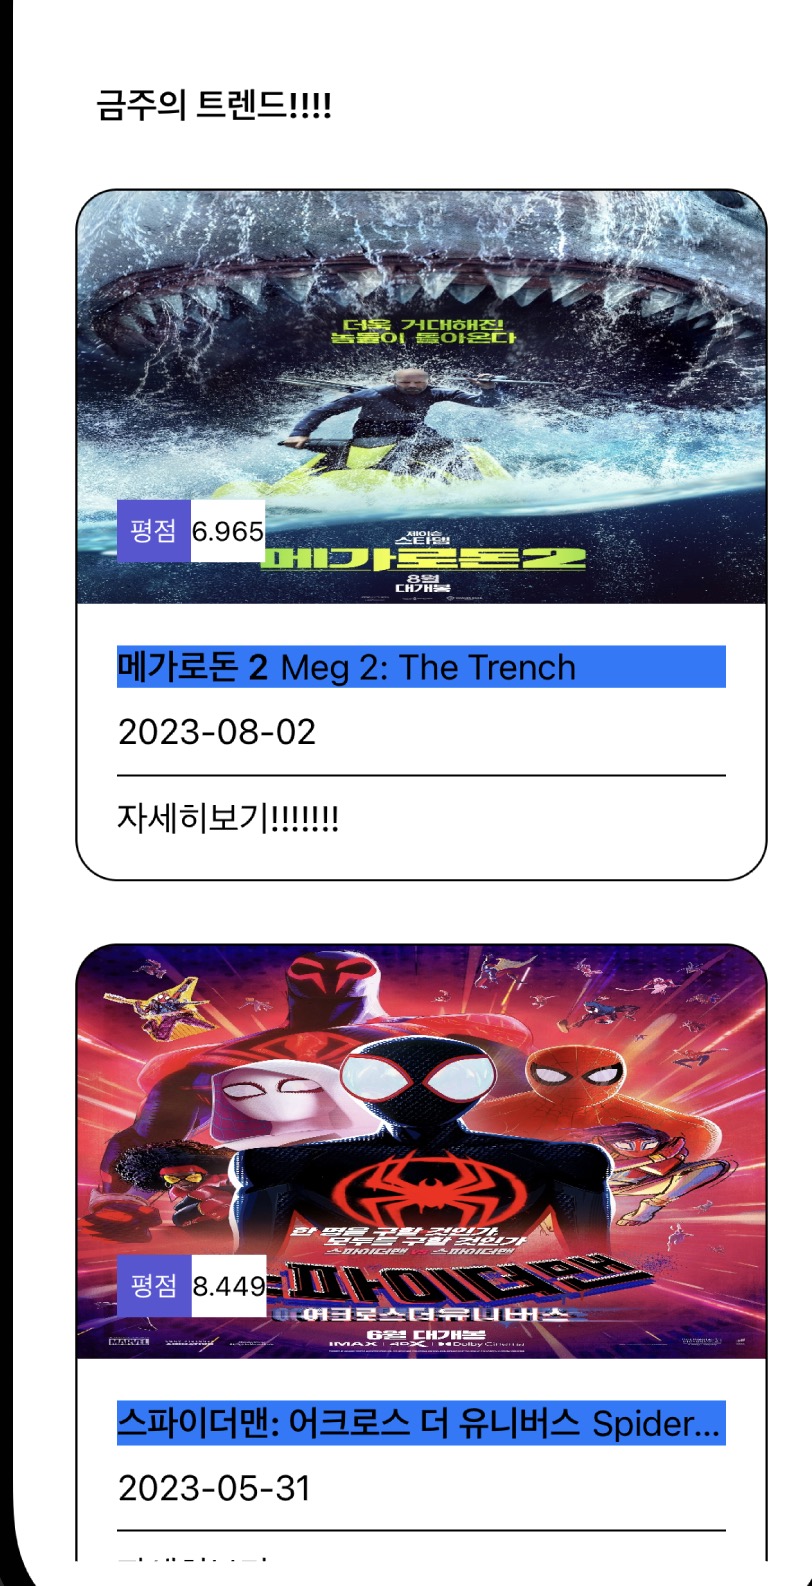 금주의 트렌드!!!!
더욱 거대해진
놈들이 돌아온다
평점 6.965
제이슨
스타뎀
메가로돈2
8월
대개봉
메가로돈 2 Meg 2: The Trench
2023-08-02
자세히보기!!!!!!!
한 명을 구할 것인가
모두를 구할 것인가
스파이더맨 vs 스파이더맨
평점 8.449
스파이더맨
어크로스 더 유니버스
6월 대개봉
MARVEL
IMAX 4DX Dolby Cinema
스파이더맨: 어크로스 더 유니버스 Spider...
2023-05-31